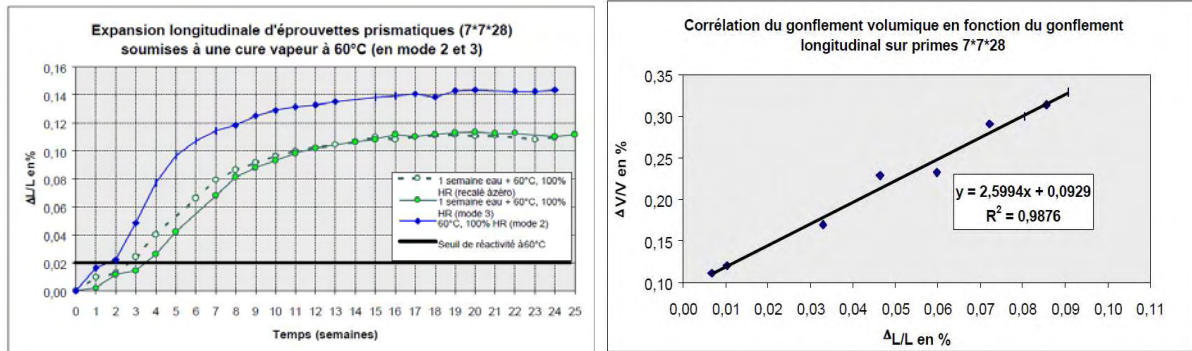 Expansion longitudinale d'éprouvettes prismatiques (7*7*28)
soumises à une cure vapeur à 60°C (en mode 2 et 3)
0,16
0,14
0,12
0,10
0,08
0,06
0,04
0,02
0,00
ΔL/L en%
1 semaine eau + 60°C, 100%
HR (recalé àzéro)
1 semaine eau + 60°C, 100%
HR (mode 3)
60°C, 100% HR (mode 2)
Seuil de réactivité à60°C
0 1 2 3 4 5 6 7 8 9 10 11 12 13 14 15 16 17 18 19 20 21 22 23 24 25
Temps (semaines)
Corrélation du gonflement volumique en fonction du gonflement
longitudinal sur primes 7*7*28
0,35
0,30
0,25
0,20
0,15
0,10
ΔV/V en %
y = 2,5994x + 0,0929
R² = 0,9876
0,00 0,01 0,02 0,03 0,04 0,05 0,06 0,07 0,08 0,09 0,10 0,11
ΔL/L en %